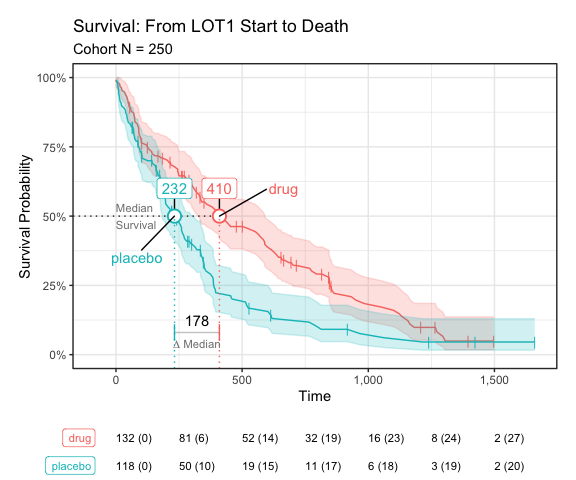 Survival: From LOT1 Start to Death
Cohort N = 250
100%
75%
50%
25%
0%
Survival Probability
232
410
drug
Median
Survival
placebo
178
Δ Median
0
500
1,000
1,500
Time
drug 132 (0) 81 (6) 52 (14) 32 (19) 16 (23) 8 (24) 2 (27)
placebo 118 (0) 50 (10) 19 (15) 11 (17) 6 (18) 3 (19) 2 (20)